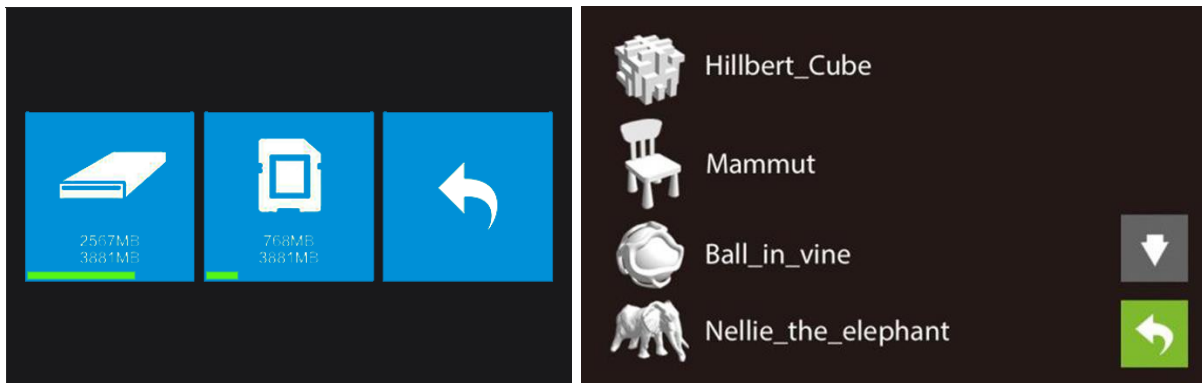 2567MB
3881MB
768MB
3881MB
Hillbert_Cube
Mammut
Ball_in_vine
Nellie_the_elephant